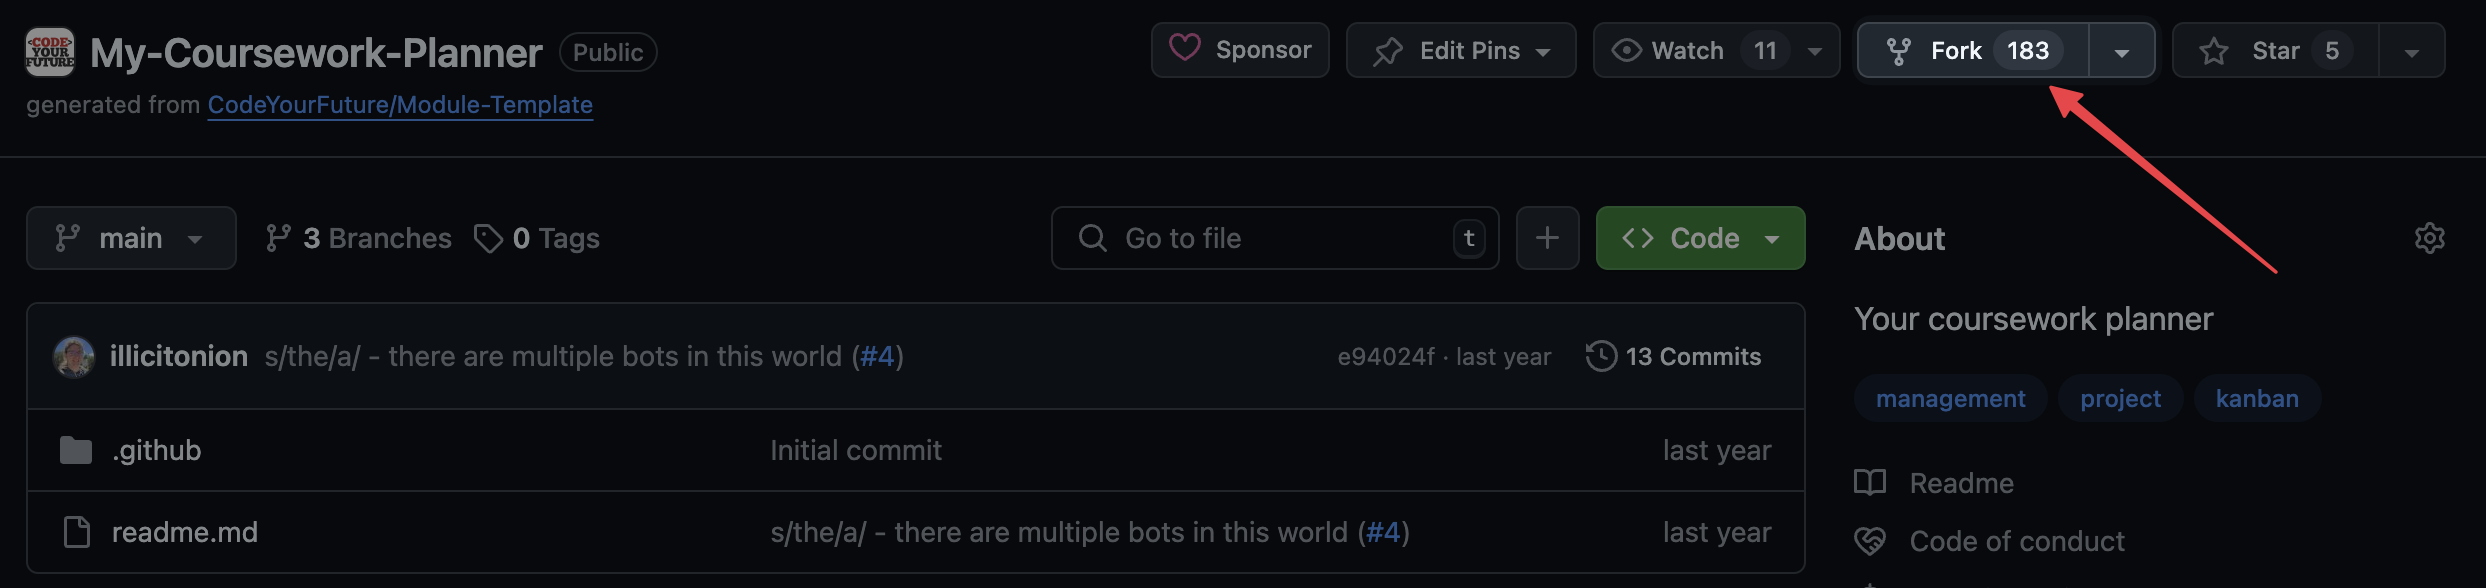 <CODE>
YOUR
FUTURE
My-Coursework-Planner Public
Sponsor
Edit Pins
Watch 11
Fork 183
Star 5
generated from CodeYourFuture/Module-Template
main
3 Branches
0 Tags
Go to file t
Code
About
Your coursework planner
illicitonion s/the/a/ - there are multiple bots in this world (#4)
e94024f · last year
13 Commits
management project kanban
.github Initial commit last year
Readme
readme.md s/the/a/ - there are multiple bots in this world (#4) last year
Code of conduct